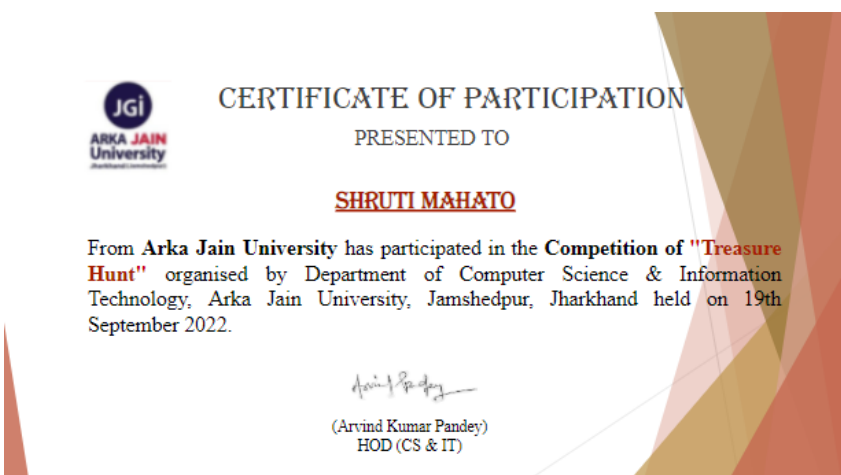 JGi
ARKA JAIN
University
Jharkhand (Jamshedpur)
CERTIFICATE OF PARTICIPATION
PRESENTED TO
SHRUTI MAHATO
From Arka Jain University has participated in the Competition of "Treasure
Hunt" organised by Department of Computer Science & Information
Technology, Arka Jain University, Jamshedpur, Jharkhand held on 19th
September 2022.
(Arvind Kumar Pandey)
HOD (CS & IT)